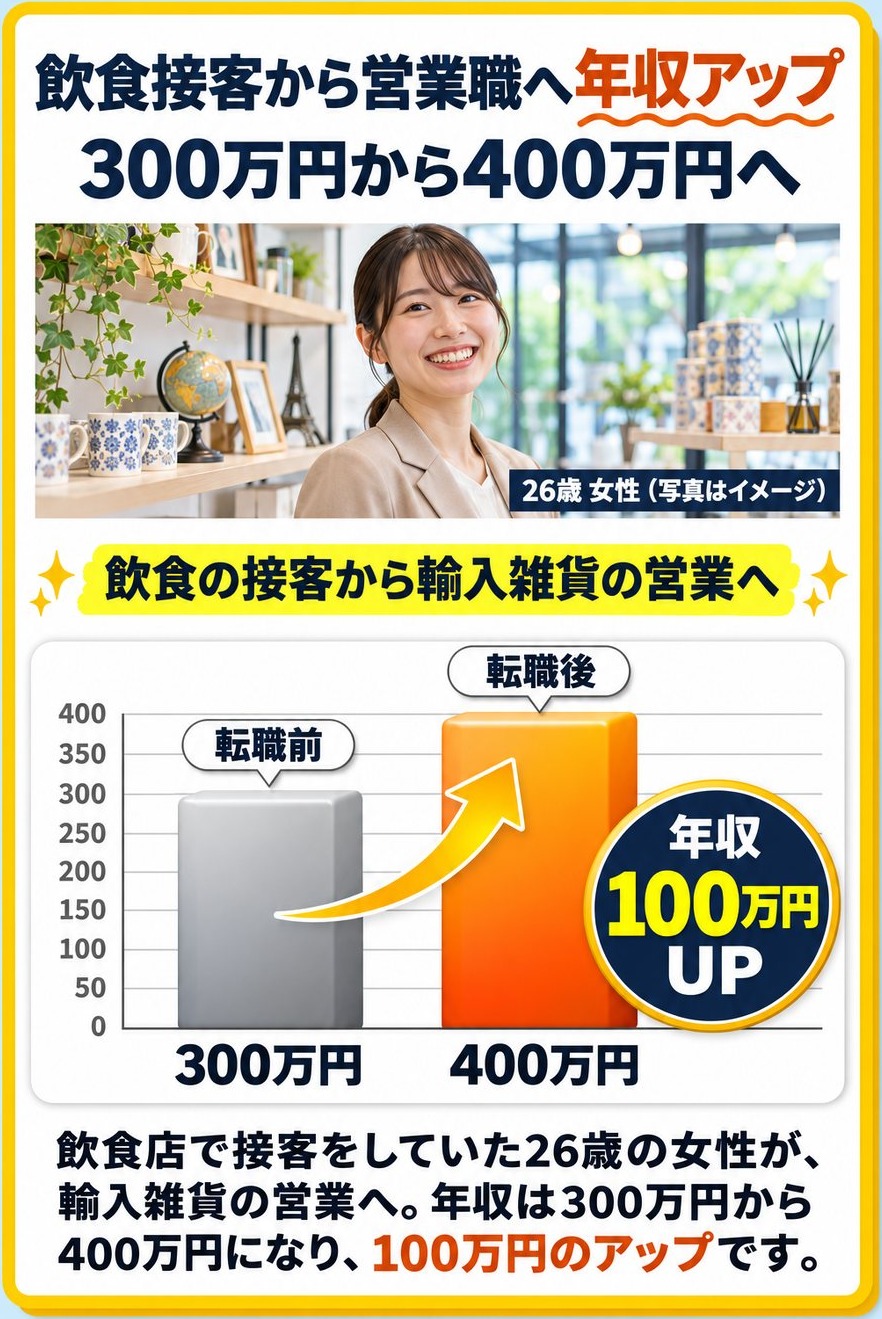 飲食接客から営業職へ年収アップ
300万円から400万円へ
26歳 女性（写真はイメージ）
飲食の接客から輸入雑貨の営業へ
転職後
転職前
400
350
300
250
200
150
100
50
0
年収
100万円
UP
300万円
400万円
飲食店で接客をしていた26歳の女性が、
輸入雑貨の営業へ。年収は300万円から
400万円になり、100万円のアップです。